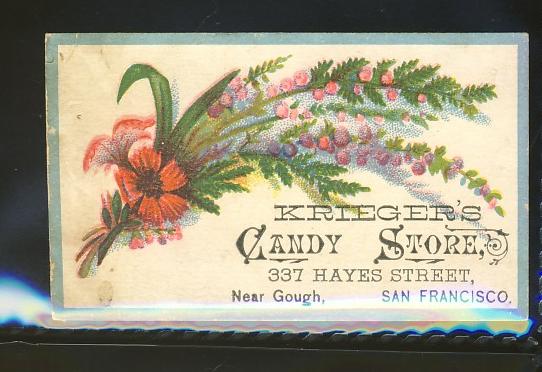 KRIEGER'S
CANDY STORE,
337 HAYES STREET,
Near Gough, SAN FRANCISCO.